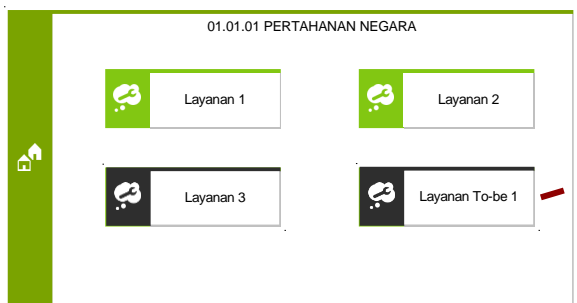 01.01.01 PERTAHANAN NEGARA
Layanan 1
Layanan 2
Layanan 3
Layanan To-be 1